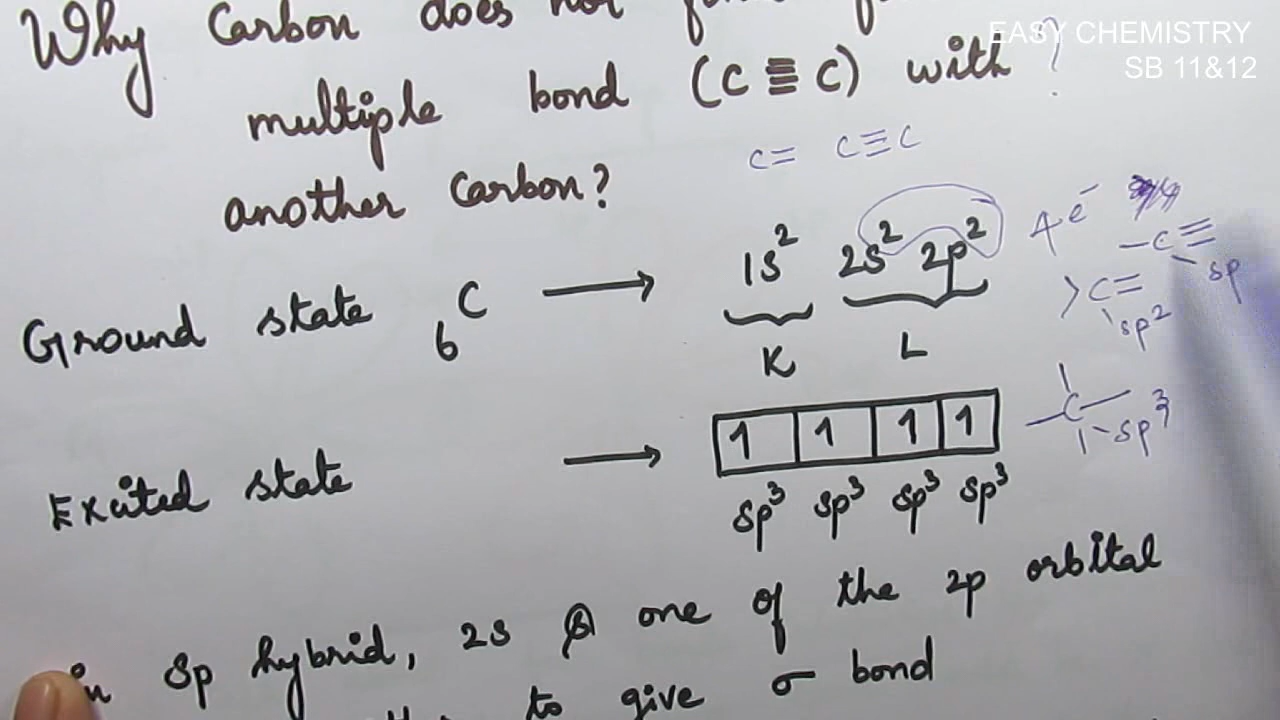 Why Carbon does not
EASY CHEMISTRY
SB 11&12
multiple bond (C≡C) with
another Carbon?
C= C≡C
Ground state ₆C → 1s² 2s² 2p² 4e⁻
K L
-C≡ sp
>C= sp²
Excited state → 1 1 1 1
C sp³
sp³ sp³ sp³ sp³
in sp hybrid, 2s & one of the 2p orbital
to give σ bond